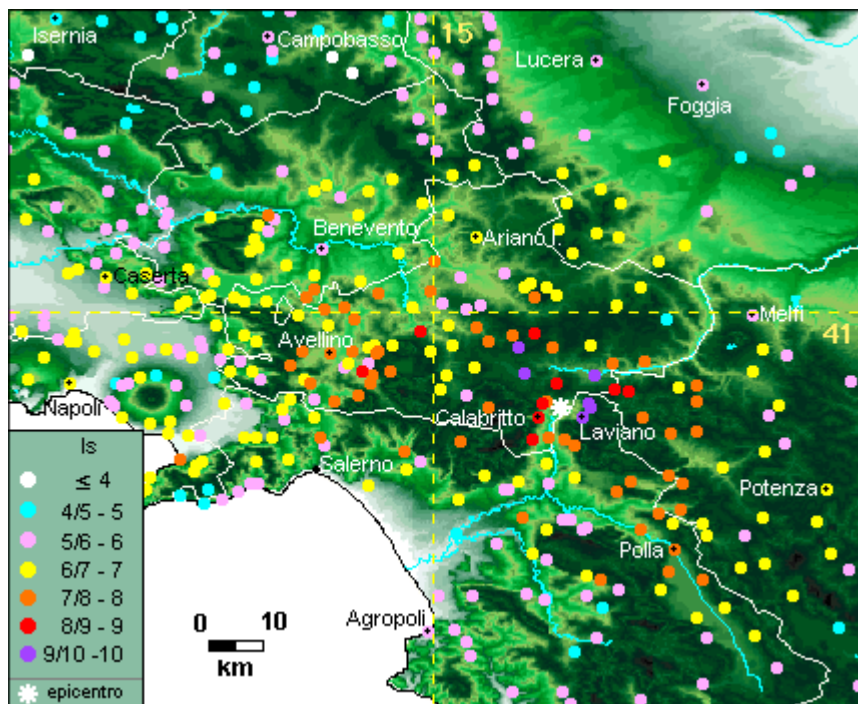 Isernia
Campobasso
15
Lucera
Foggia
Benevento
Ariano I.
Caserta
Melfi
41
Avellino
Napoli
Calabritto
Laviano
Salerno
Potenza
Polla
Agropoli
Is
≤ 4
4/5 - 5
5/6 - 6
6/7 - 7
7/8 - 8
8/9 - 9
9/10 -10
epicentro
0 10
km